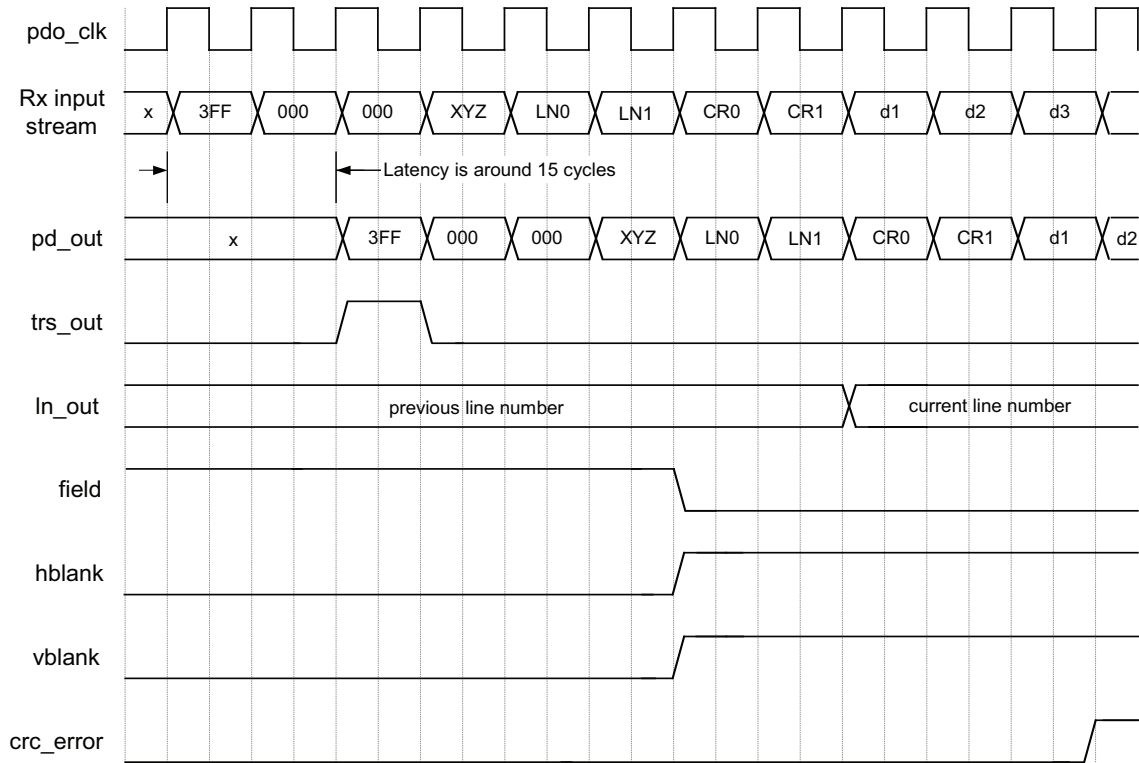 pdo_clk
Rx input
stream
x 3FF 000 000 XYZ LN0 LN1 CR0 CR1 d1 d2 d3
Latency is around 15 cycles
pd_out
x 3FF 000 000 XYZ LN0 LN1 CR0 CR1 d1 d2
trs_out
ln_out
previous line number current line number
field
hblank
vblank
crc_error